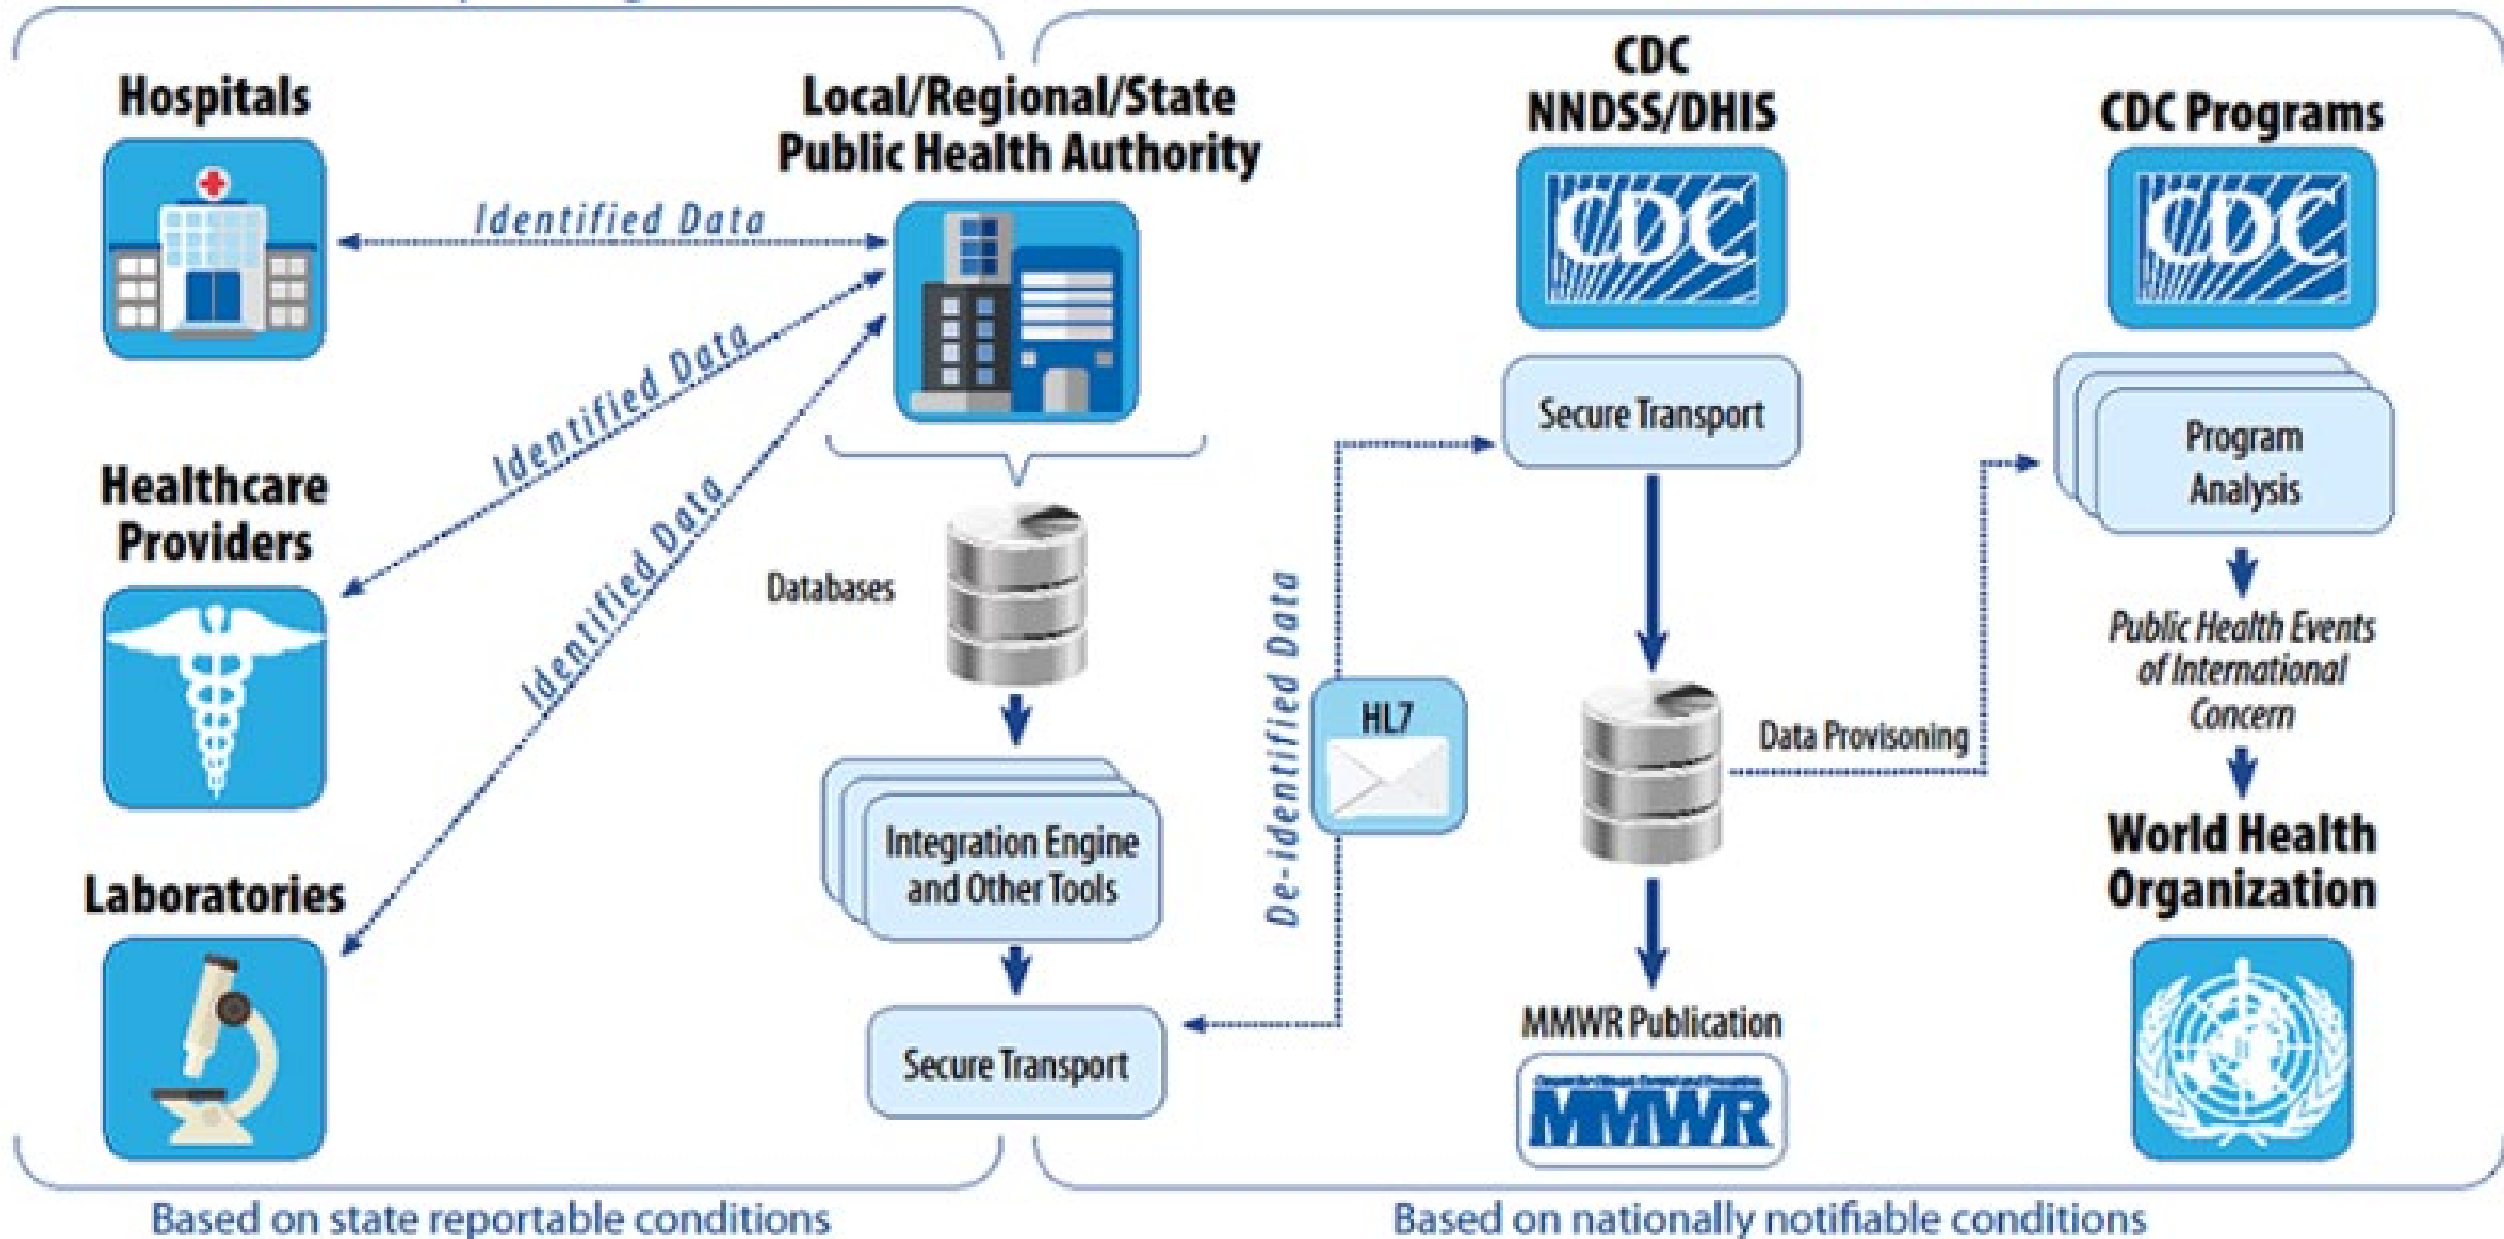 Hospitals
Identified Data
Local/Regional/State
Public Health Authority
Identified Data
Healthcare
Providers
Identified Data
Laboratories
Databases
Integration Engine
and Other Tools
Secure Transport
De-identified Data
HL7
CDC
NNDSS/DHIS
CDC
Secure Transport
Data Provisoning
MMWR Publication
MMWR
CDC Programs
CDC
Program
Analysis
Public Health Events
of International
Concern
World Health
Organization
Based on state reportable conditions
Based on nationally notifiable conditions